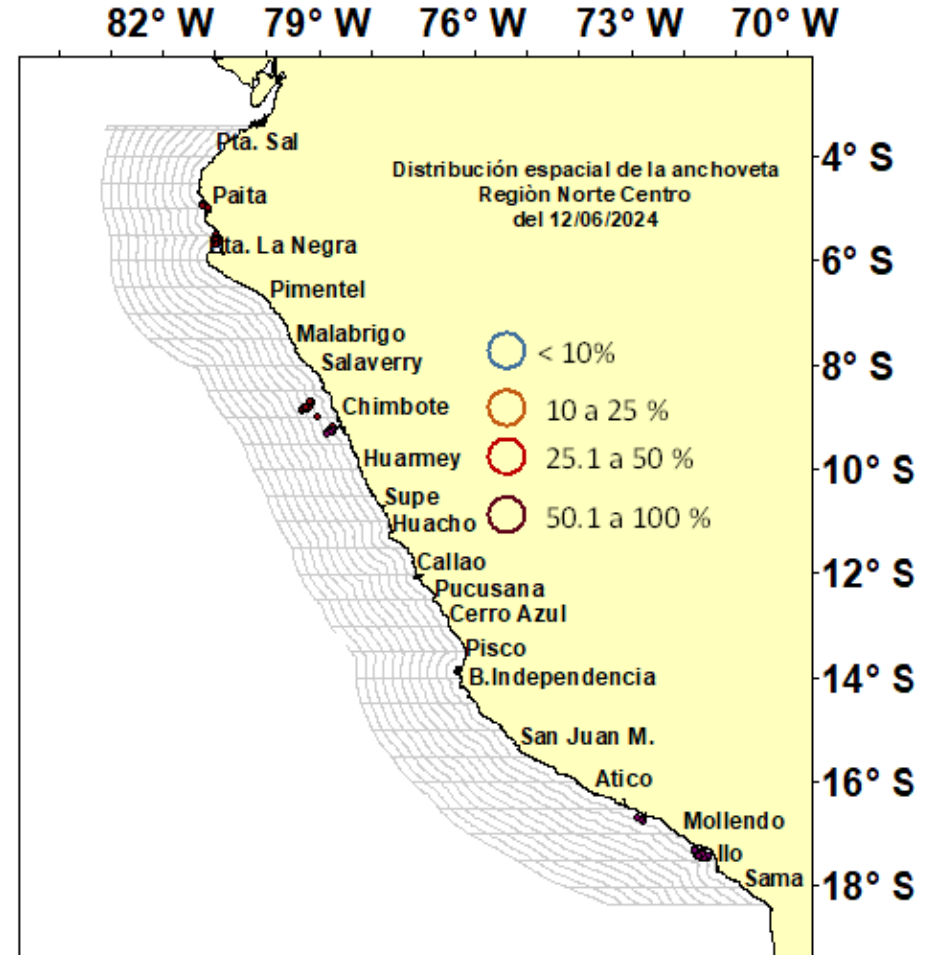 82° W 79° W 76° W 73° W 70° W
Pta. Sal
4° S
Distribución espacial de la anchoveta
Regiòn Norte Centro
del 12/06/2024
Paita
Pta. La Negra
6° S
Pimentel
Malabrigo
< 10%
Salaverry
8° S
Chimbote
10 a 25 %
Huarmey
25.1 a 50 %
10° S
Supe
Huacho
50.1 a 100 %
Callao
12° S
Pucusana
Cerro Azul
Pisco
B.Independencia
14° S
San Juan M.
Atico
16° S
Mollendo
Ilo
Sama
18° S